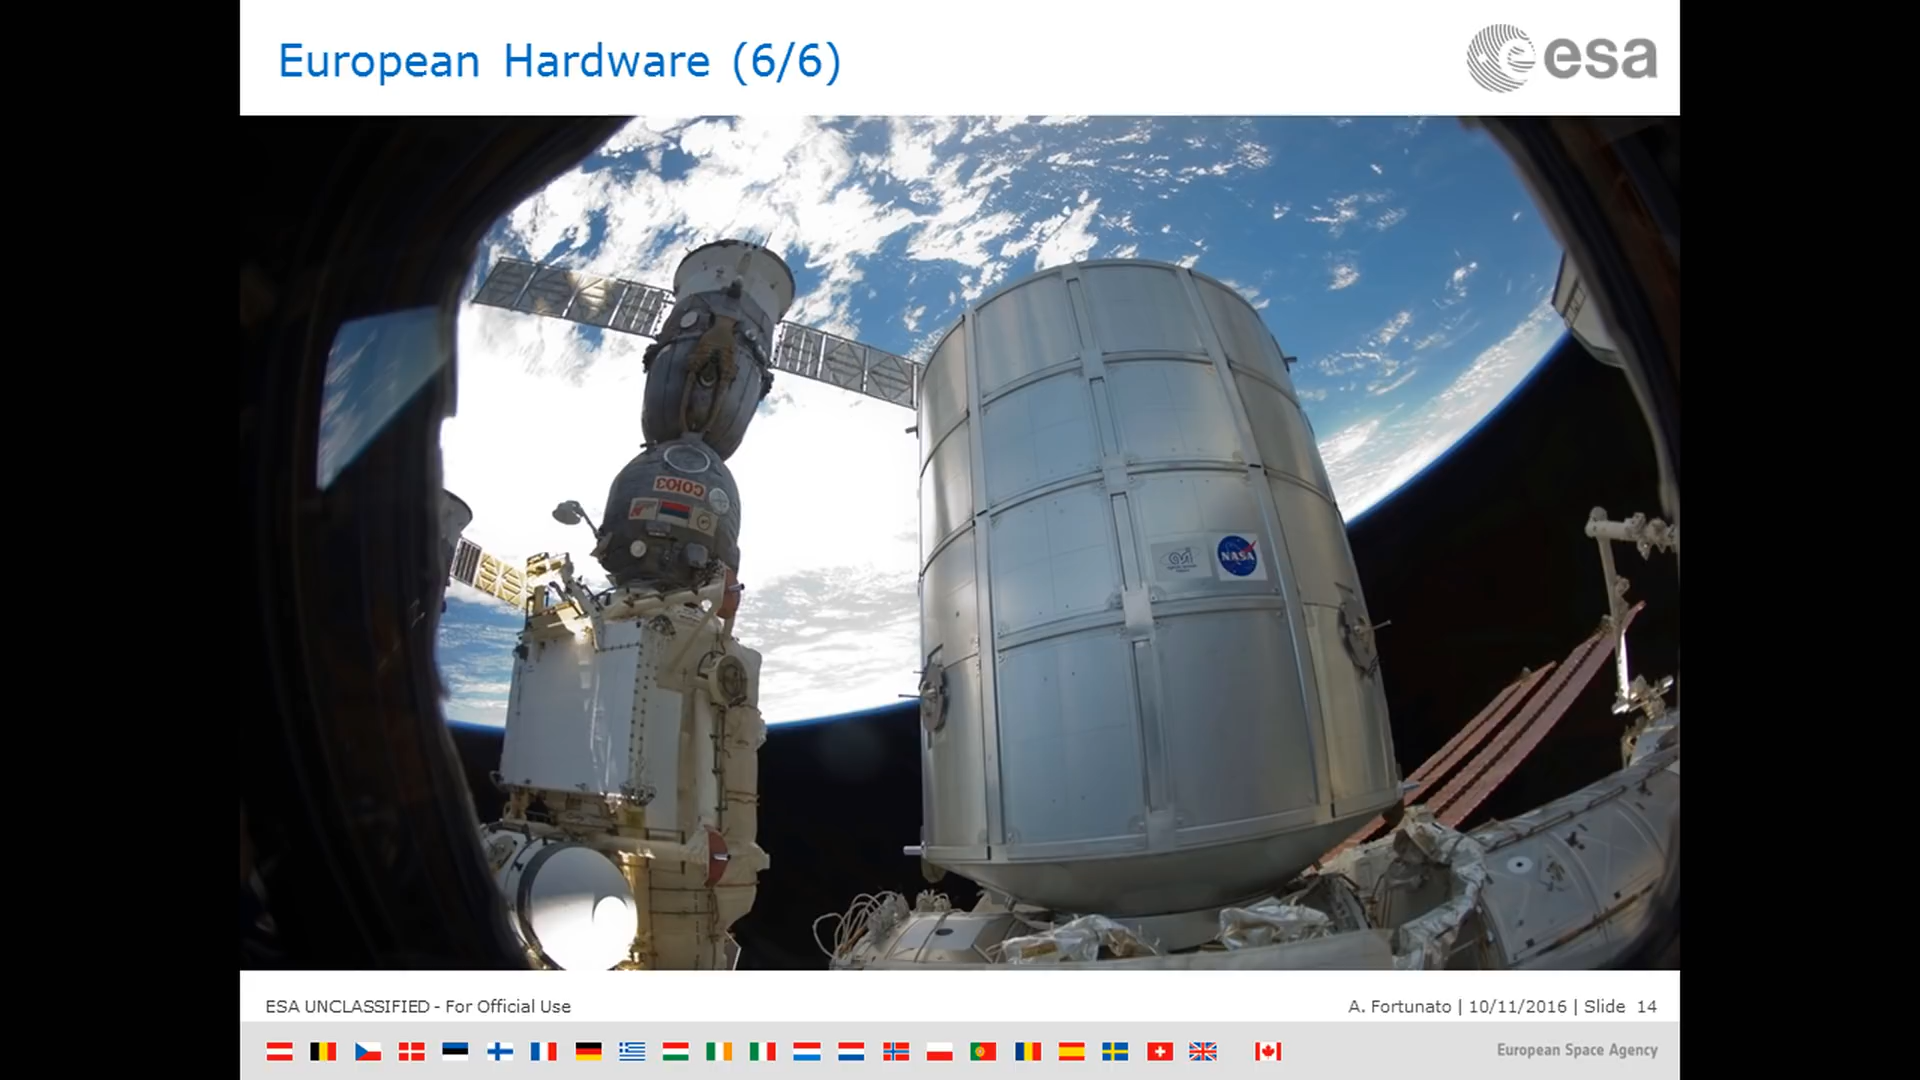 European Hardware (6/6)
esa
СОЮЗ
asi
NASA
ESA UNCLASSIFIED - For Official Use
A. Fortunato | 10/11/2016 | Slide 14
European Space Agency